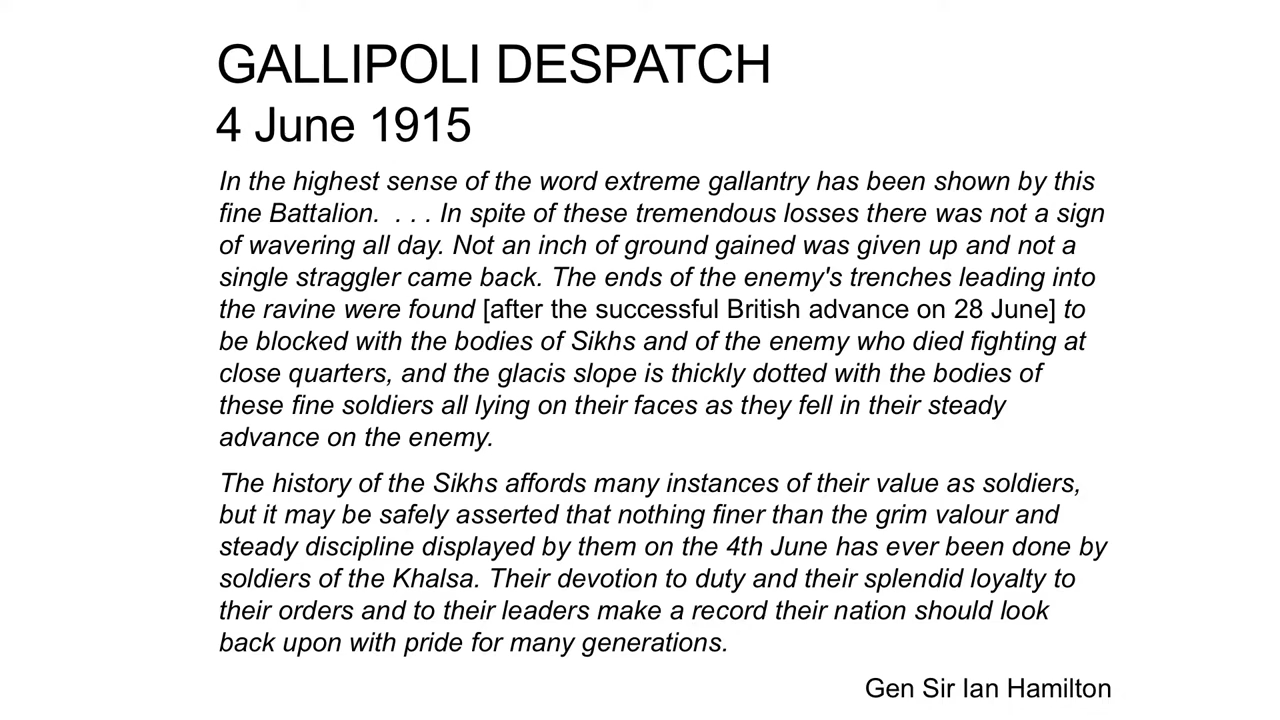 GALLIPOLI DESPATCH
4 June 1915
In the highest sense of the word extreme gallantry has been shown by this
fine Battalion.  . . . In spite of these tremendous losses there was not a sign
of wavering all day. Not an inch of ground gained was given up and not a
single straggler came back. The ends of the enemy's trenches leading into
the ravine were found [after the successful British advance on 28 June] to
be blocked with the bodies of Sikhs and of the enemy who died fighting at
close quarters, and the glacis slope is thickly dotted with the bodies of
these fine soldiers all lying on their faces as they fell in their steady
advance on the enemy.
The history of the Sikhs affords many instances of their value as soldiers,
but it may be safely asserted that nothing finer than the grim valour and
steady discipline displayed by them on the 4th June has ever been done by
soldiers of the Khalsa. Their devotion to duty and their splendid loyalty to
their orders and to their leaders make a record their nation should look
back upon with pride for many generations.
Gen Sir Ian Hamilton